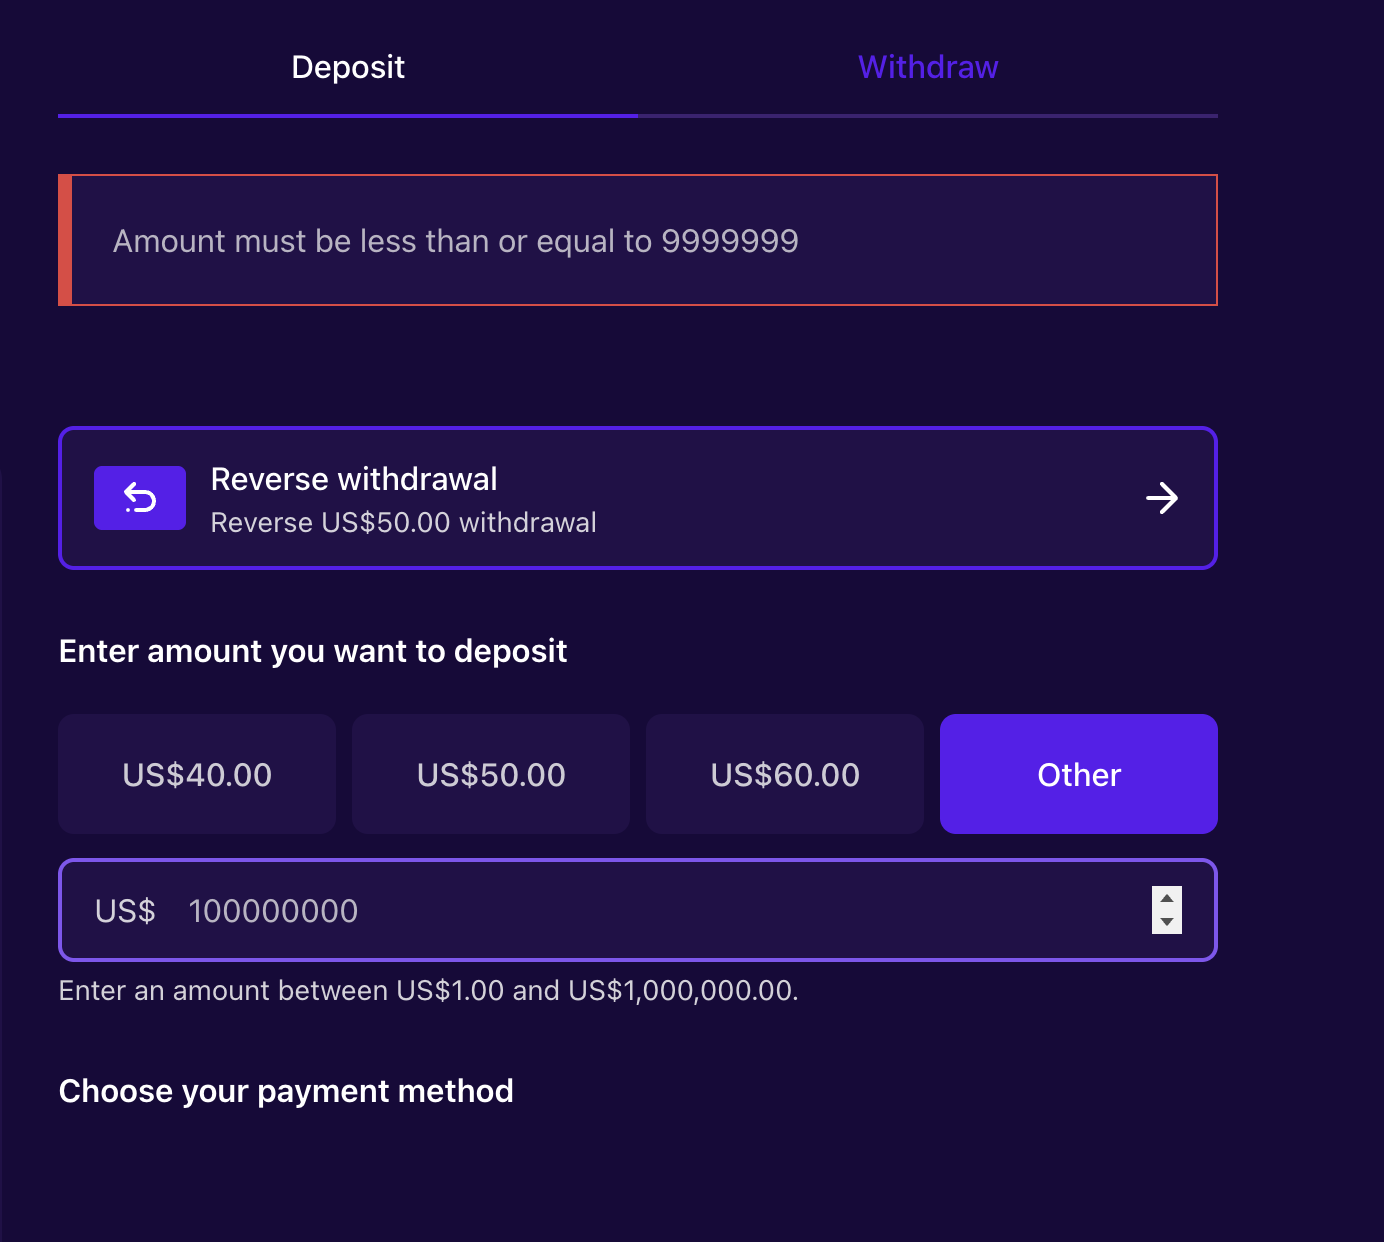 Deposit
Withdraw
Amount must be less than or equal to 9999999
Reverse withdrawal
Reverse US$50.00 withdrawal
Enter amount you want to deposit
US$40.00
US$50.00
US$60.00
Other
US$ 100000000
Enter an amount between US$1.00 and US$1,000,000.00.
Choose your payment method